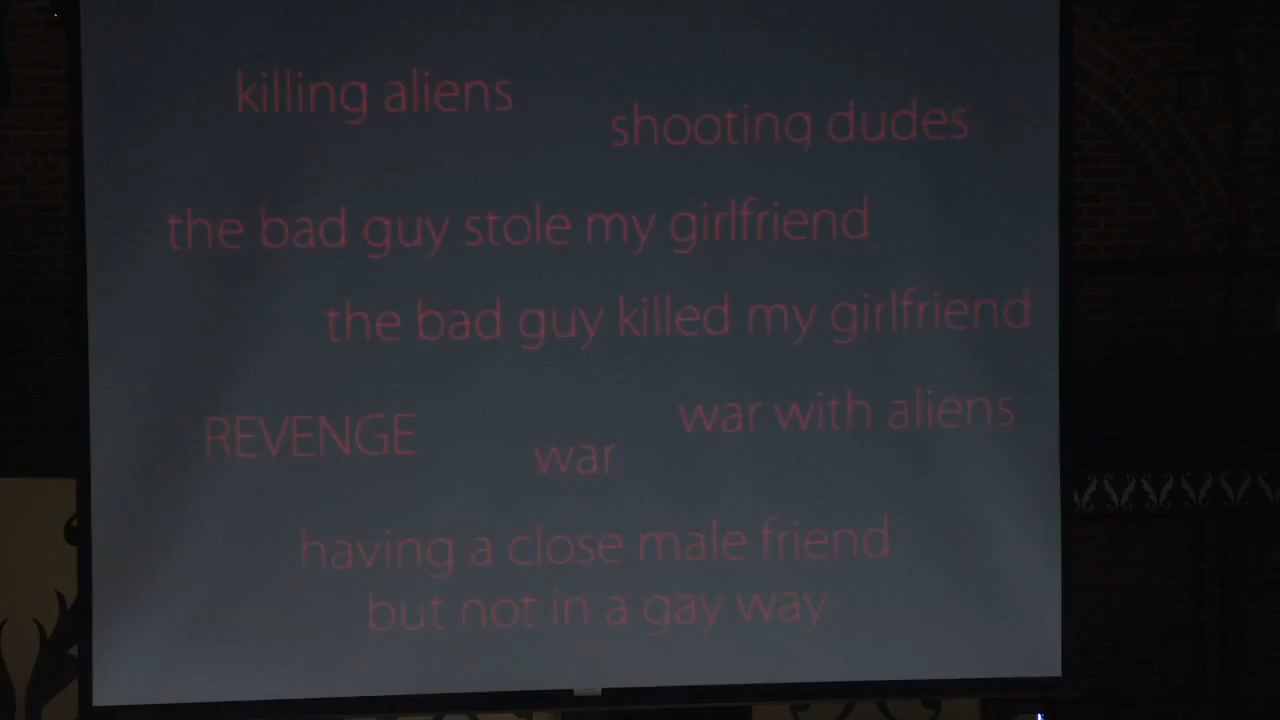 killing aliens
shooting dudes
the bad guy stole my girlfriend
the bad guy killed my girlfriend
REVENGE
war
war with aliens
having a close male friend
but not in a gay way